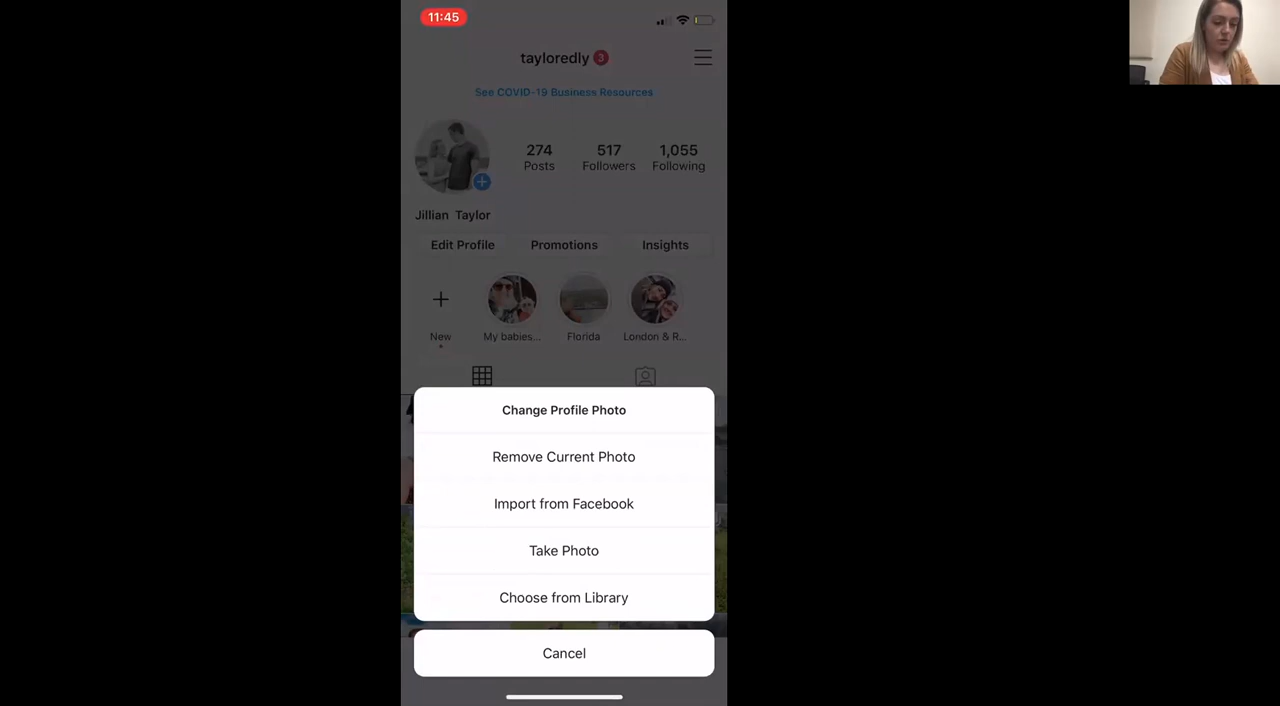 11:45
tayloredly 3
See COVID-19 Business Resources
274 517 1,055
Posts Followers Following
Jillian Taylor
Edit Profile Promotions Insights
New My babies... Florida London & R...
Change Profile Photo
Remove Current Photo
Import from Facebook
Take Photo
Choose from Library
Cancel